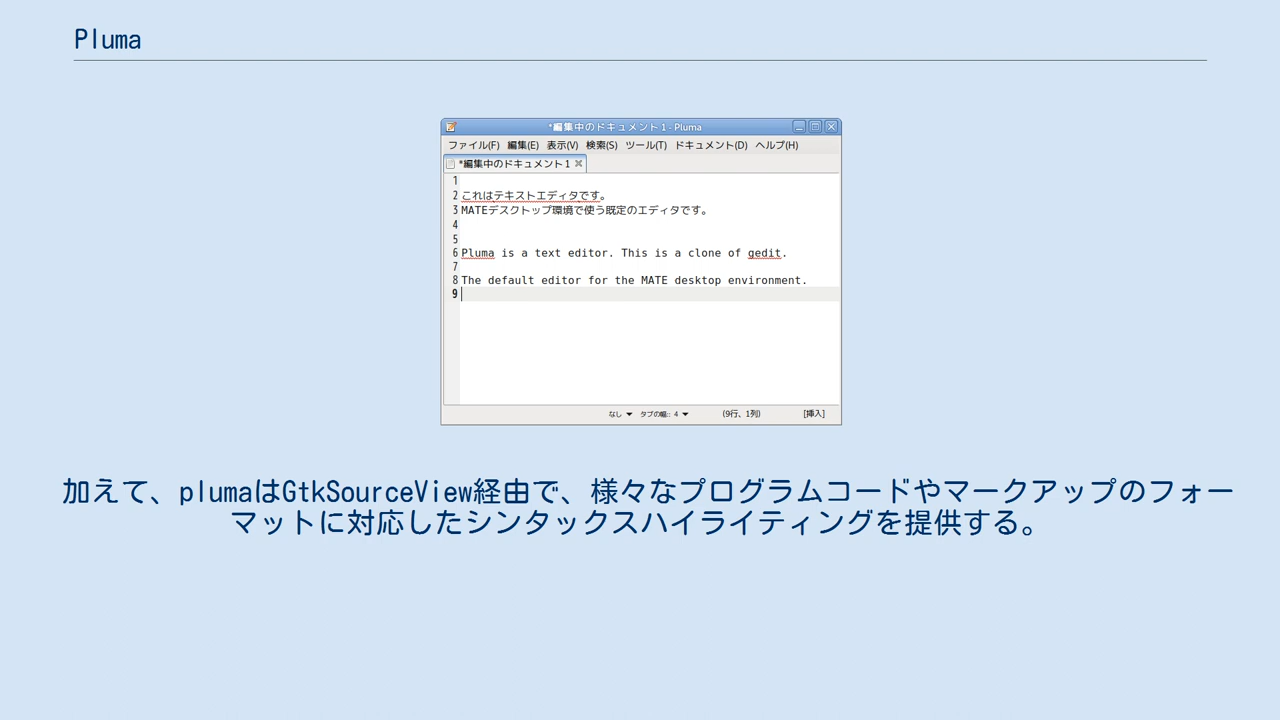 Pluma
*編集中のドキュメント 1 - Pluma
ファイル(F) 編集(E) 表示(V) 検索(S) ツール(T) ドキュメント(D) ヘルプ(H)
*編集中のドキュメント 1
1
2 これはテキストエディタです。
3 MATEデスクトップ環境で使う既定のエディタです。
4
5
6 Pluma is a text editor. This is a clone of gedit.
7
8 The default editor for the MATE desktop environment.
9
なし タブの幅: 4 (9行、1列) [挿入]
加えて、plumaはGtkSourceView経由で、様々なプログラムコードやマークアップのフォー
マットに対応したシンタックスハイライティングを提供する。